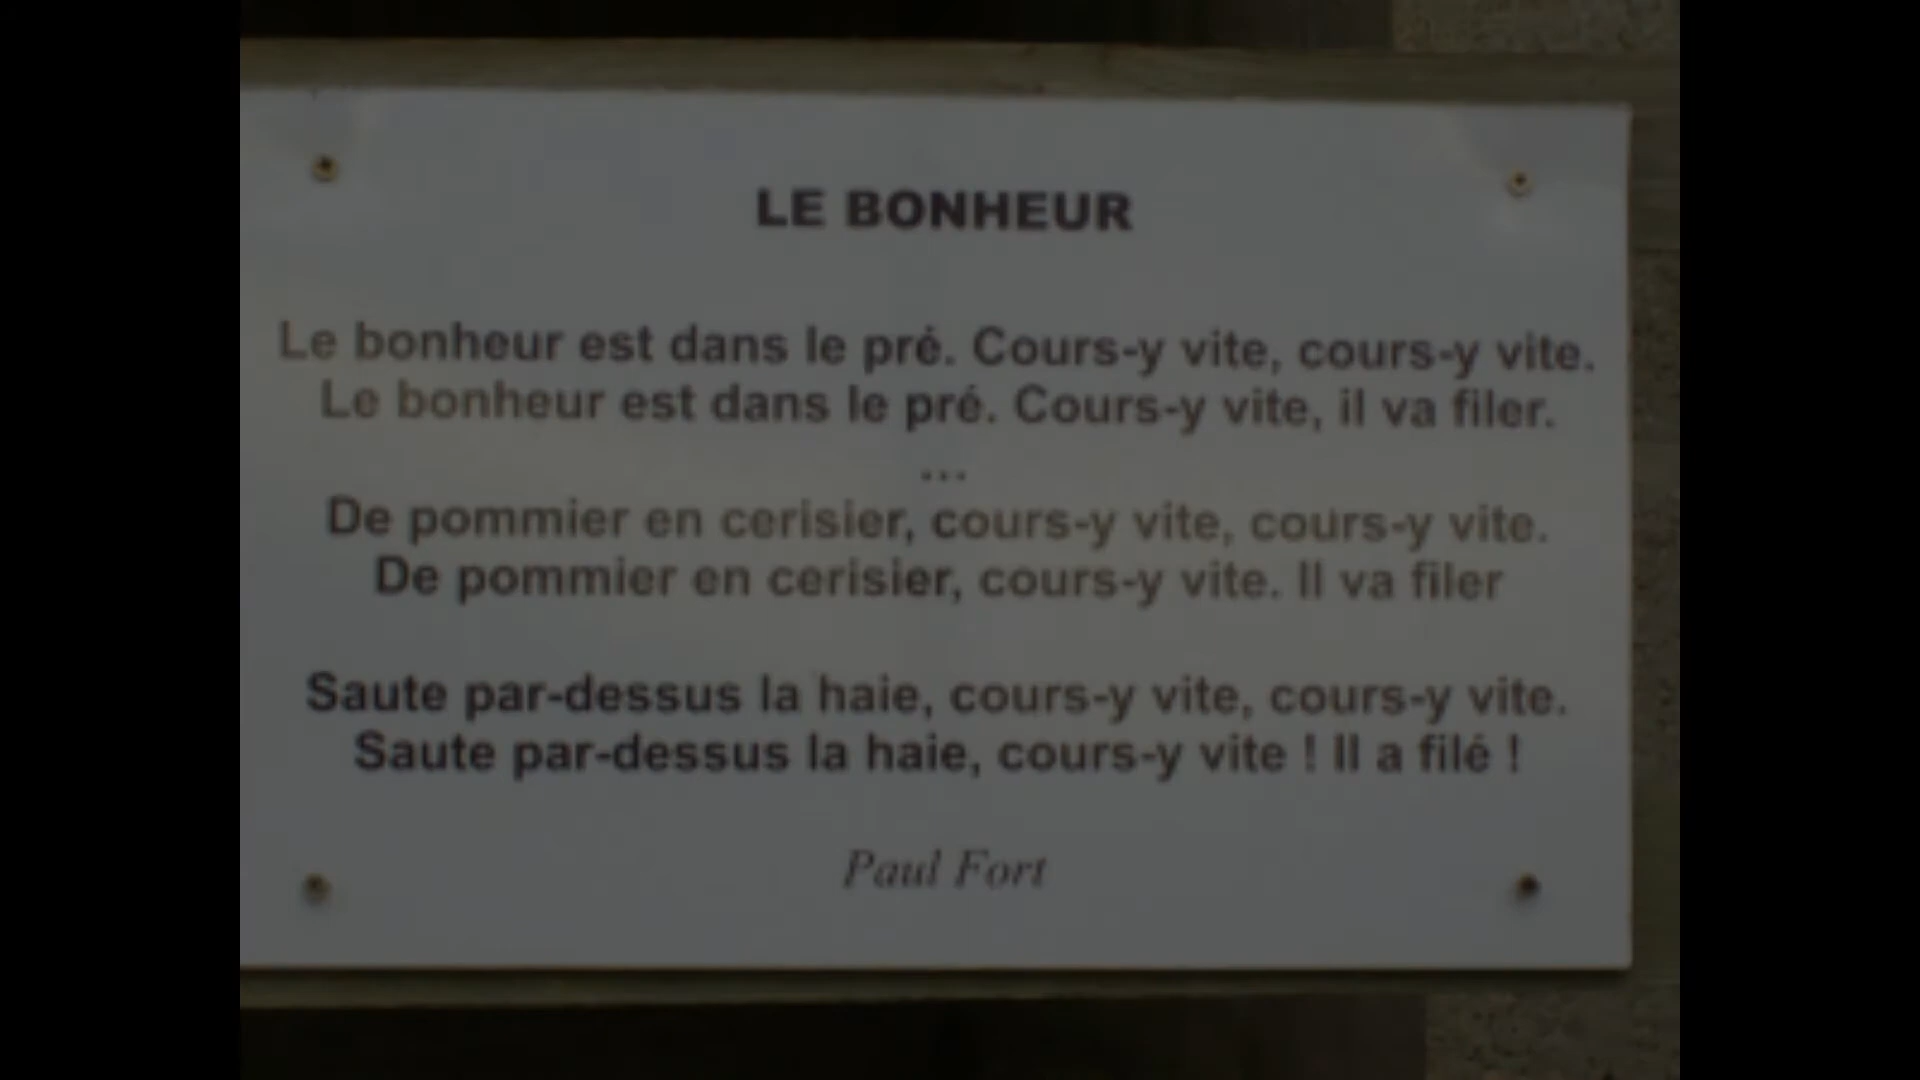 LE BONHEUR
Le bonheur est dans le pré. Cours-y vite, cours-y vite.
Le bonheur est dans le pré. Cours-y vite, il va filer.
...
De pommier en cerisier, cours-y vite, cours-y vite.
De pommier en cerisier, cours-y vite. Il va filer
Saute par-dessus la haie, cours-y vite, cours-y vite.
Saute par-dessus la haie, cours-y vite ! Il a filé !
Paul Fort